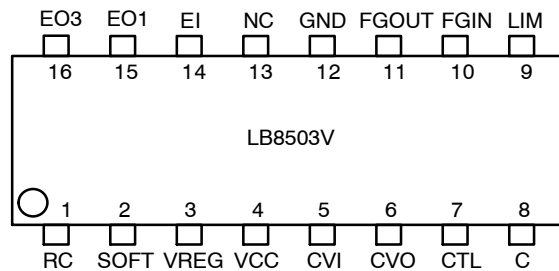 EO3 EO1 EI NC GND FGOUT FGIN LIM
16 15 14 13 12 11 10 9
LB8503V
1 2 3 4 5 6 7 8
RC SOFT VREG VCC CVI CVO CTL C